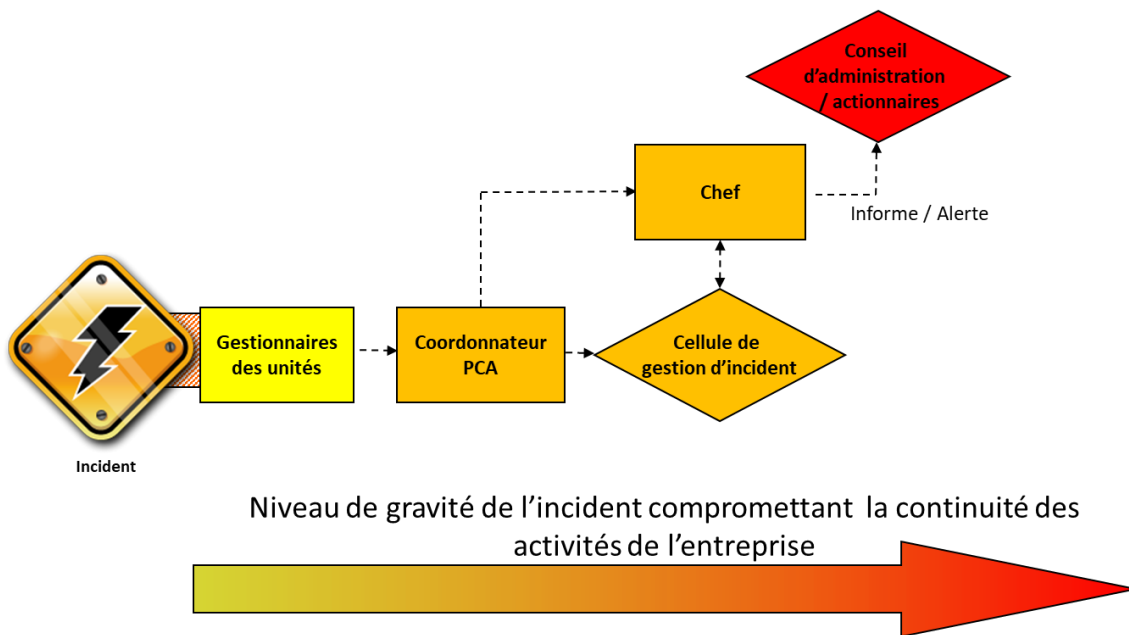 Conseil
d’administration
/ actionnaires
Chef
Informe / Alerte
Gestionnaires
des unités
Coordonnateur
PCA
Cellule de
gestion d’incident
Incident
Niveau de gravité de l’incident compromettant  la continuité des
activités de l’entreprise